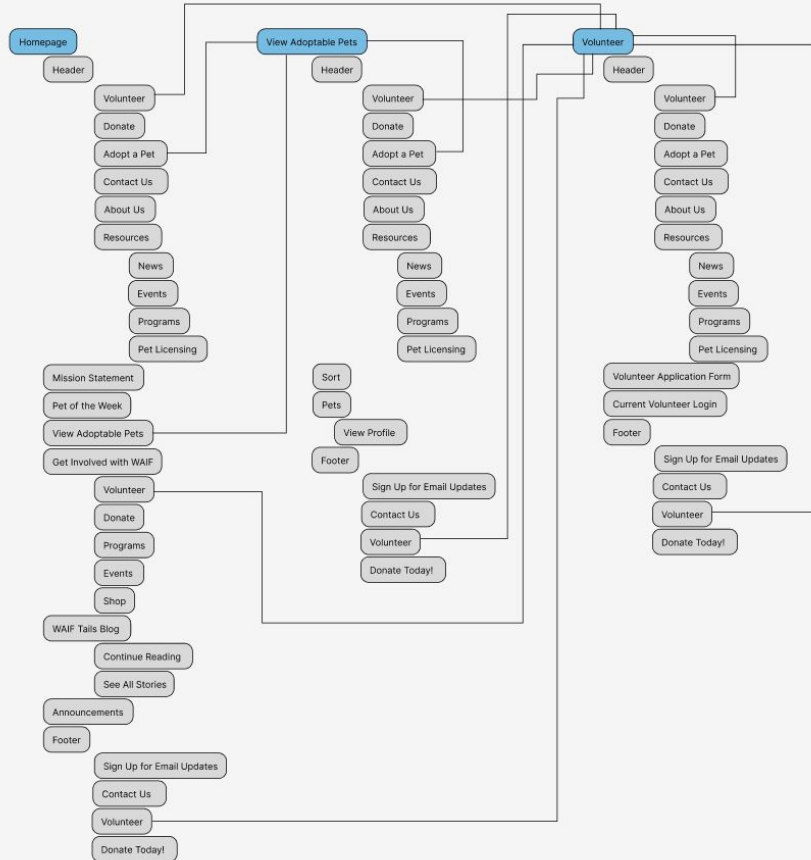 Homepage
Header
Volunteer
Donate
Adopt a Pet
Contact Us
About Us
Resources
News
Events
Programs
Pet Licensing
Mission Statement
Pet of the Week
View Adoptable Pets
Get Involved with WAIF
Volunteer
Donate
Programs
Events
Shop
WAIF Tails Blog
Continue Reading
See All Stories
Announcements
Footer
Sign Up for Email Updates
Contact Us
Volunteer
Donate Today!
View Adoptable Pets
Header
Volunteer
Donate
Adopt a Pet
Contact Us
About Us
Resources
News
Events
Programs
Pet Licensing
Sort
Pets
View Profile
Footer
Sign Up for Email Updates
Contact Us
Volunteer
Donate Today!
Volunteer
Header
Volunteer
Donate
Adopt a Pet
Contact Us
About Us
Resources
News
Events
Programs
Pet Licensing
Volunteer Application Form
Current Volunteer Login
Footer
Sign Up for Email Updates
Contact Us
Volunteer
Donate Today!